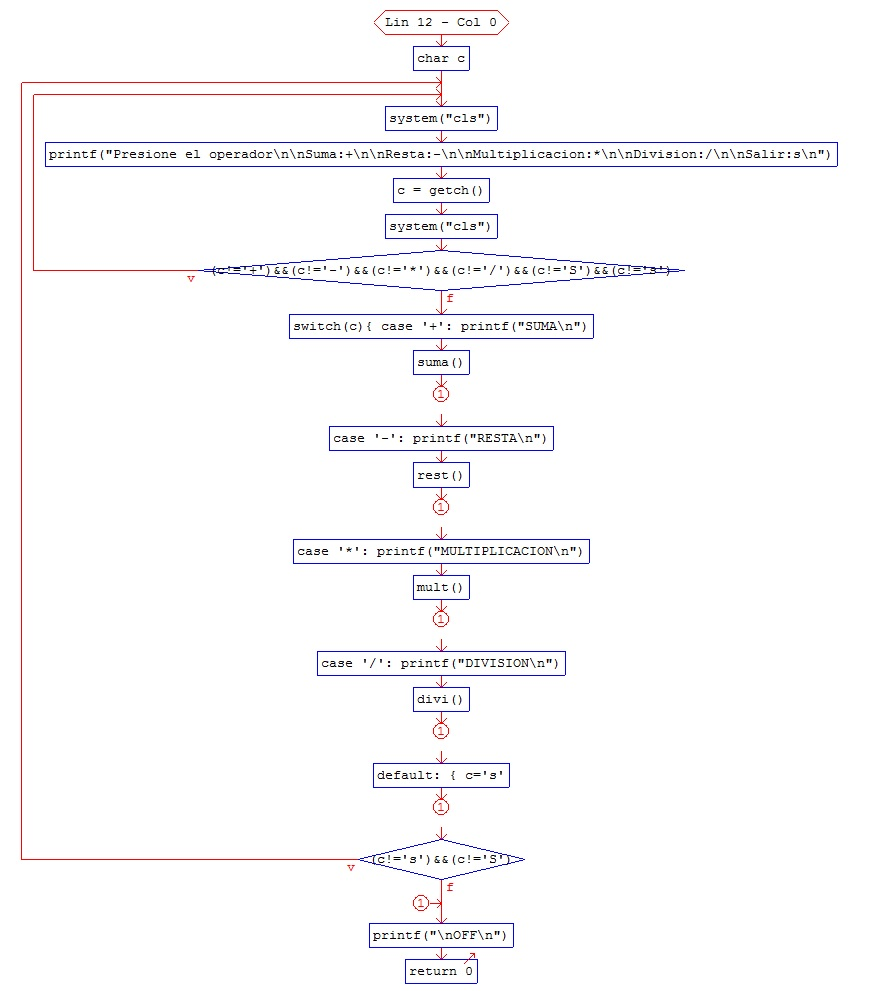 Lin 12 - Col 0
char c
system("cls")
printf("Presione el operador\n\nSuma:+\n\nResta:-\n\nMultiplicacion:*\n\nDivision:/\n\nSalir:s\n")
c = getch()
system("cls")
(c!='+')&&(c!='-')&&(c!='*')&&(c!='/')&&(c!='S')&&(c!='s')
v
f
switch(c){ case '+': printf("SUMA\n")
suma()
1
case '-': printf("RESTA\n")
rest()
1
case '*': printf("MULTIPLICACION\n")
mult()
1
case '/': printf("DIVISION\n")
divi()
1
default: { c='s'
1
(c!='s')&&(c!='S')
v
f
1
printf("\nOFF\n")
return 0